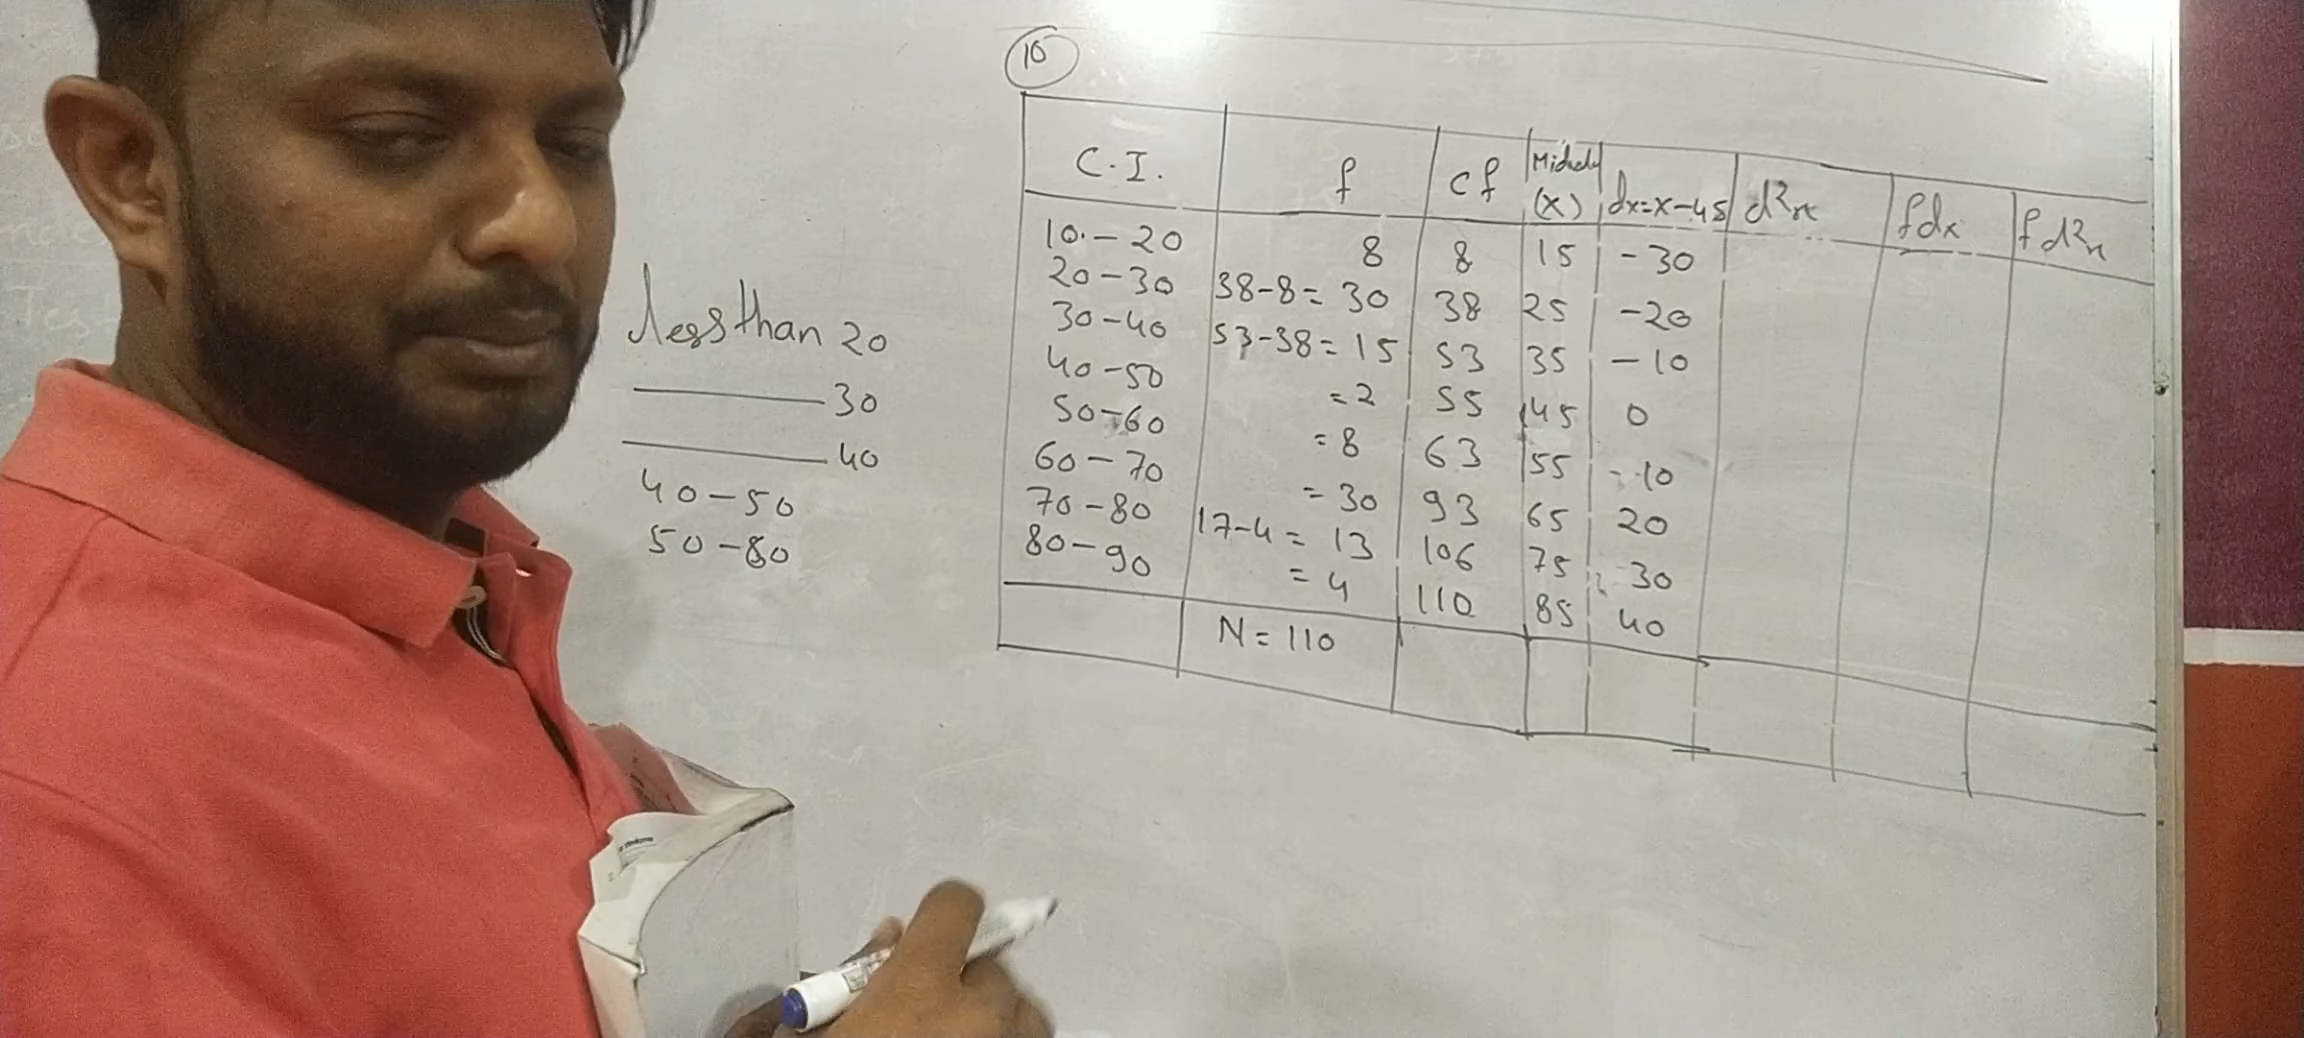 10
C.I. f cf (x) dx=x-45 d²x fdx fd²x
10-20 8 8 15 -30
20-30 38-8= 30 38 25 -20
30-40 53-38= 15 53 35 -10
40-50 =2 55 45 0
50-60 =8 63 55 10
60-70 =30 93 65 20
70-80 17-4= 13 106 75 30
80-90 =4 110 85 40
N=110
less than 20
30
40
40-50
50-80